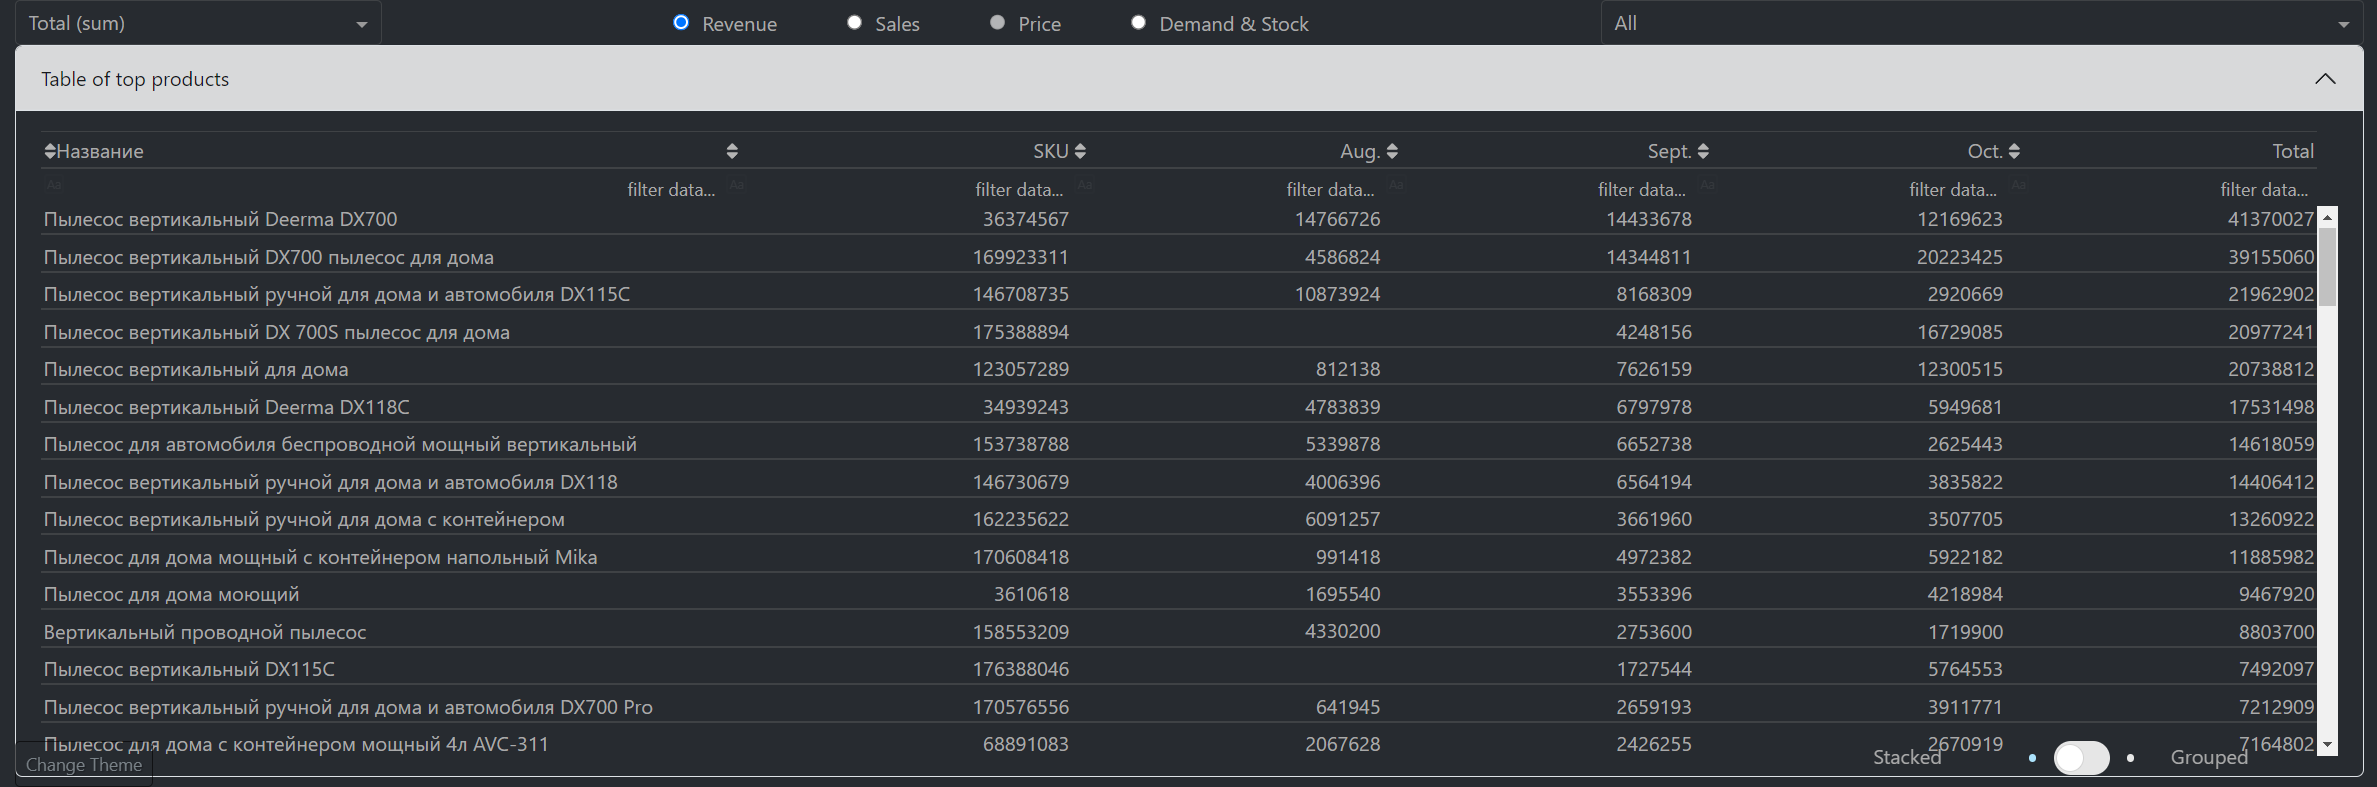 Total (sum) Revenue Sales Price Demand & Stock All
Table of top products
Название SKU Aug. Sept. Oct. Total
Aa filter data... Aa filter data... Aa filter data... Aa filter data... Aa filter data... Aa filter data...
Пылесос вертикальный Deerma DX700 36374567 14766726 14433678 12169623 41370027
Пылесос вертикальный DX700 пылесос для дома 169923311 4586824 14344811 20223425 39155060
Пылесос вертикальный ручной для дома и автомобиля DX115C 146708735 10873924 8168309 2920669 21962902
Пылесос вертикальный DX 700S пылесос для дома 175388894 4248156 16729085 20977241
Пылесос вертикальный для дома 123057289 812138 7626159 12300515 20738812
Пылесос вертикальный Deerma DX118C 34939243 4783839 6797978 5949681 17531498
Пылесос для автомобиля беспроводной мощный вертикальный 153738788 5339878 6652738 2625443 14618059
Пылесос вертикальный ручной для дома и автомобиля DX118 146730679 4006396 6564194 3835822 14406412
Пылесос вертикальный ручной для дома с контейнером 162235622 6091257 3661960 3507705 13260922
Пылесос для дома мощный с контейнером напольный Mika 170608418 991418 4972382 5922182 11885982
Пылесос для дома моющий 3610618 1695540 3553396 4218984 9467920
Вертикальный проводной пылесос 158553209 4330200 2753600 1719900 8803700
Пылесос вертикальный DX115C 176388046 1727544 5764553 7492097
Пылесос вертикальный ручной для дома и автомобиля DX700 Pro 170576556 641945 2659193 3911771 7212909
Пылесос для дома с контейнером мощный 4л AVC-311 68891083 2067628 2426255 2670919 7164802
Change Theme Stacked Grouped